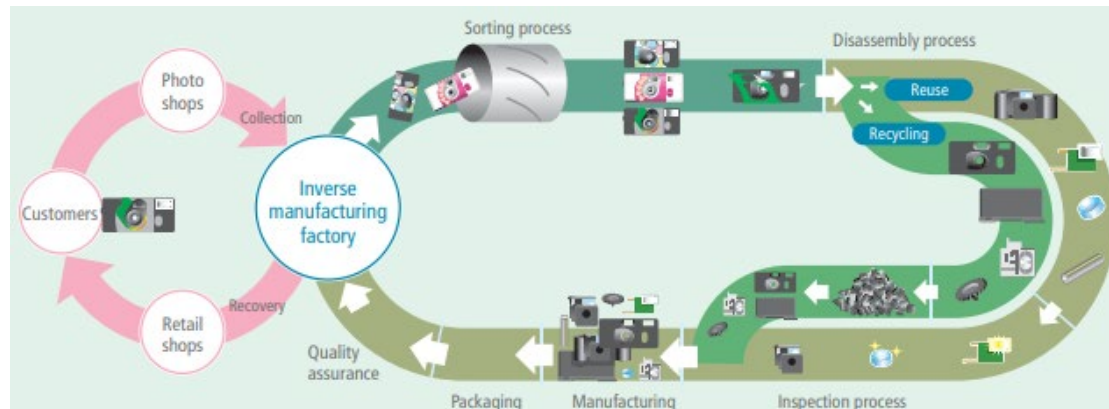 Sorting process
Disassembly process
Photo
shops
Collection
Reuse
Recycling
Customers
Inverse
manufacturing
factory
Retail
shops
Recovery
Quality
assurance
Packaging
Manufacturing
Inspection process